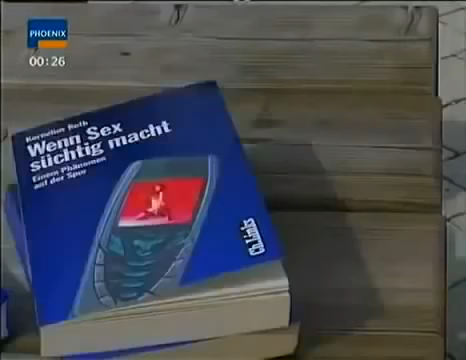 PHOENIX
00:26
Kornelius Roth
Wenn Sex
süchtig macht
Einem Phänomen
auf der Spur
Ch.Links